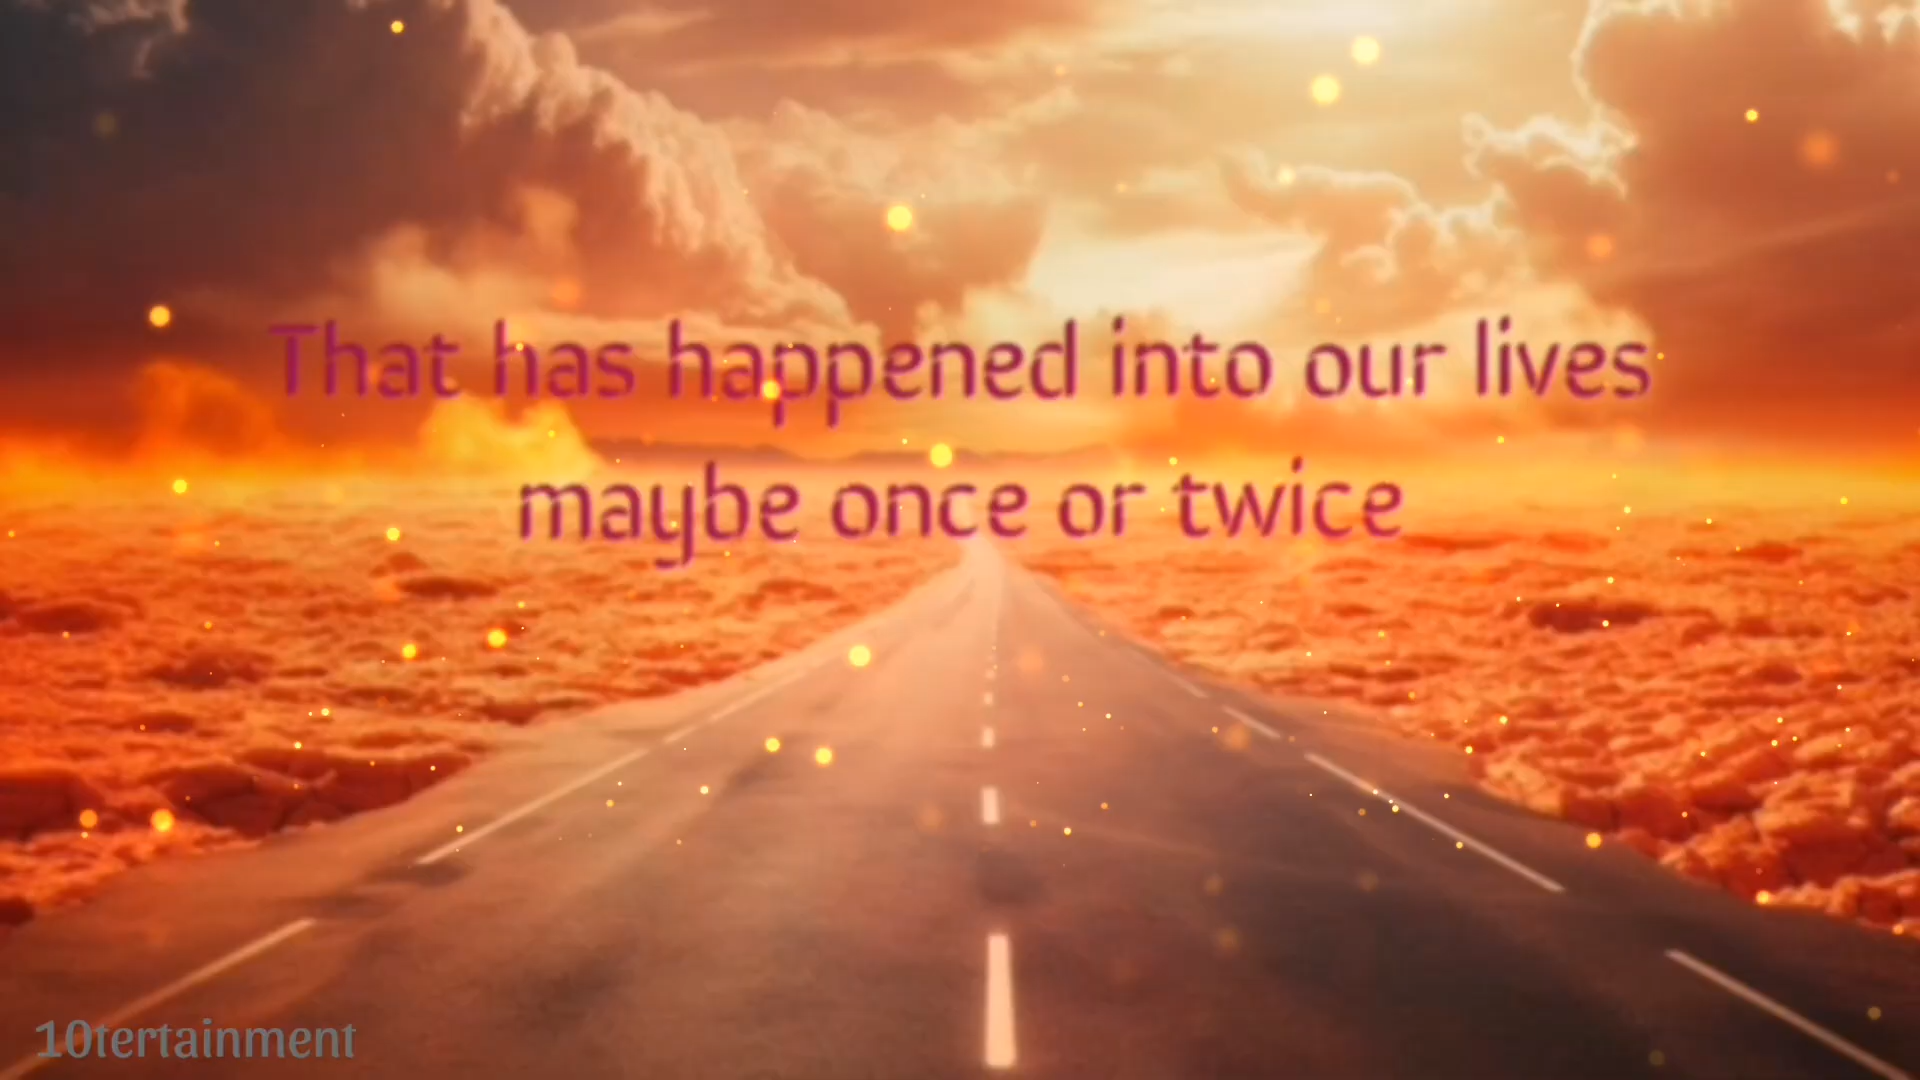 That has happened into our lives
maybe once or twice
10tertainment